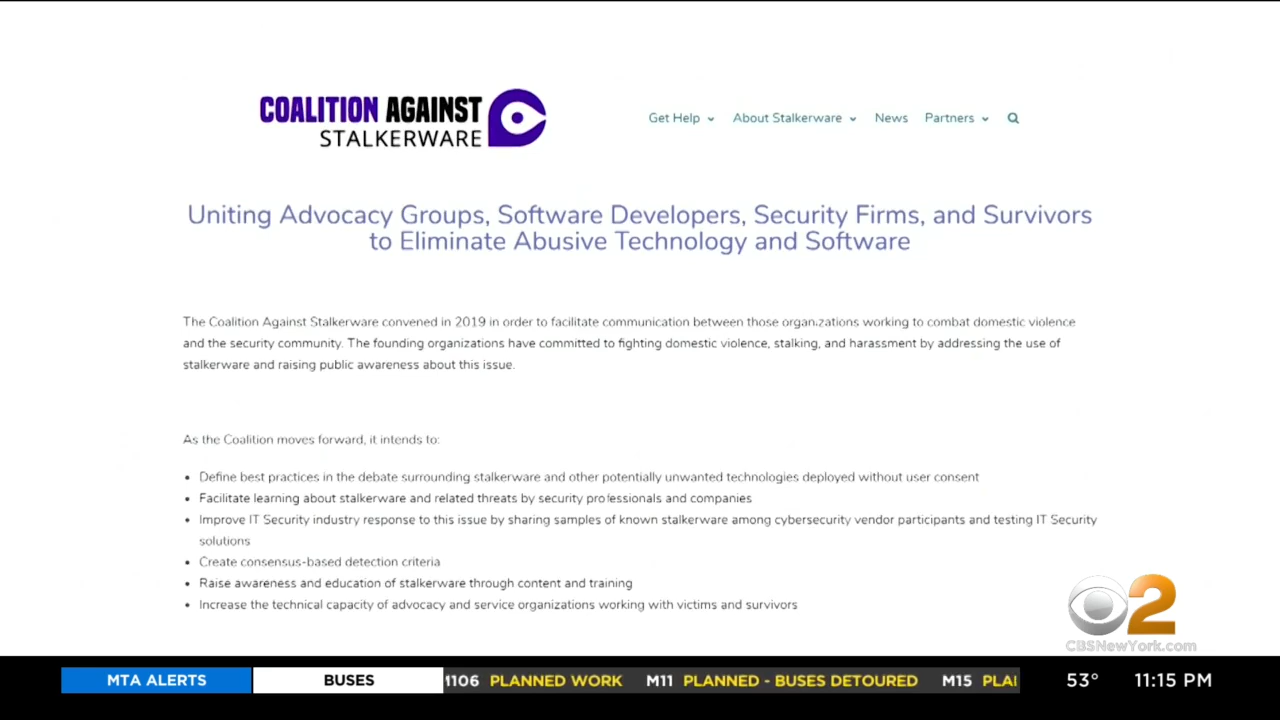 COALITION AGAINST
STALKERWARE
Get Help About Stalkerware News Partners
Uniting Advocacy Groups, Software Developers, Security Firms, and Survivors
to Eliminate Abusive Technology and Software
The Coalition Against Stalkerware convened in 2019 in order to facilitate communication between those organizations working to combat domestic violence
and the security community. The founding organizations have committed to fighting domestic violence, stalking, and harassment by addressing the use of
stalkerware and raising public awareness about this issue.
As the Coalition moves forward, it intends to:
• Define best practices in the debate surrounding stalkerware and other potentially unwanted technologies deployed without user consent
• Facilitate learning about stalkerware and related threats by security professionals and companies
• Improve IT Security industry response to this issue by sharing samples of known stalkerware among cybersecurity vendor participants and testing IT Security
solutions
• Create consensus-based detection criteria
• Raise awareness and education of stalkerware through content and training
• Increase the technical capacity of advocacy and service organizations working with victims and survivors
2
CBSNewYork.com
MTA ALERTS BUSES 106 PLANNED WORK M11 PLANNED - BUSES DETOURED M15 53° 11:15 PM